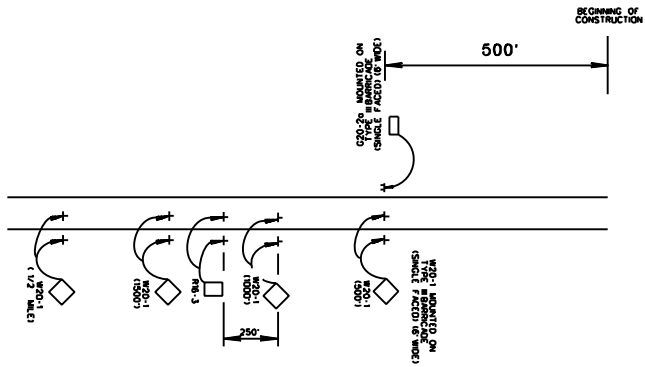 BEGINNING OF
CONSTRUCTION
500'
G20-2a MOUNTED ON
TYPE III BARRICADE
(SINGLE FACED) (6' WIDE)
W20-1
( 1/2 MILE)
W20-1
(1500')
R16-3
W20-1
(1000')
250'
W20-1
(500')
W20-1 MOUNTED ON
TYPE III BARRICADE
(SINGLE FACED) (6' WIDE)